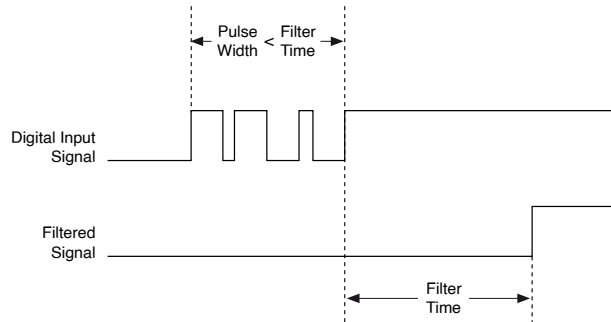 Pulse Width < Filter Time
Digital Input
Signal
Filtered
Signal
Filter
Time